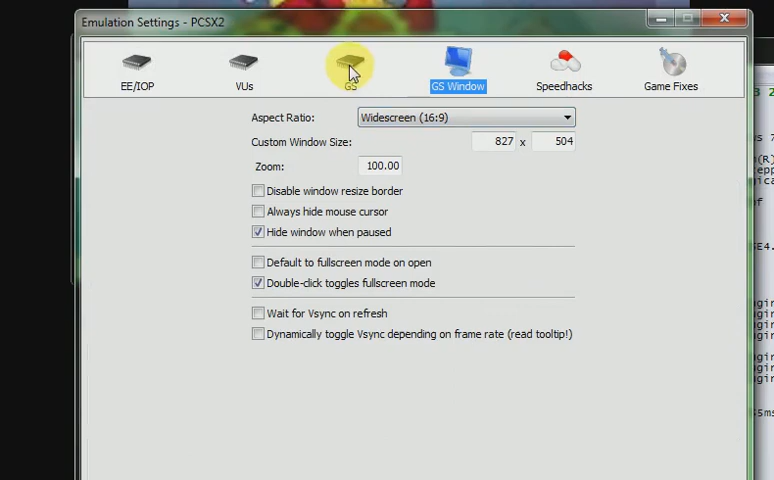 Emulation Settings - PCSX2
EE/IOP
VUs
GS
GS Window
Speedhacks
Game Fixes
Aspect Ratio: Widescreen (16:9)
Custom Window Size: 827 x 504
Zoom: 100.00
Disable window resize border
Always hide mouse cursor
Hide window when paused
Default to fullscreen mode on open
Double-click toggles fullscreen mode
Wait for Vsync on refresh
Dynamically toggle Vsync depending on frame rate (read tooltip!)